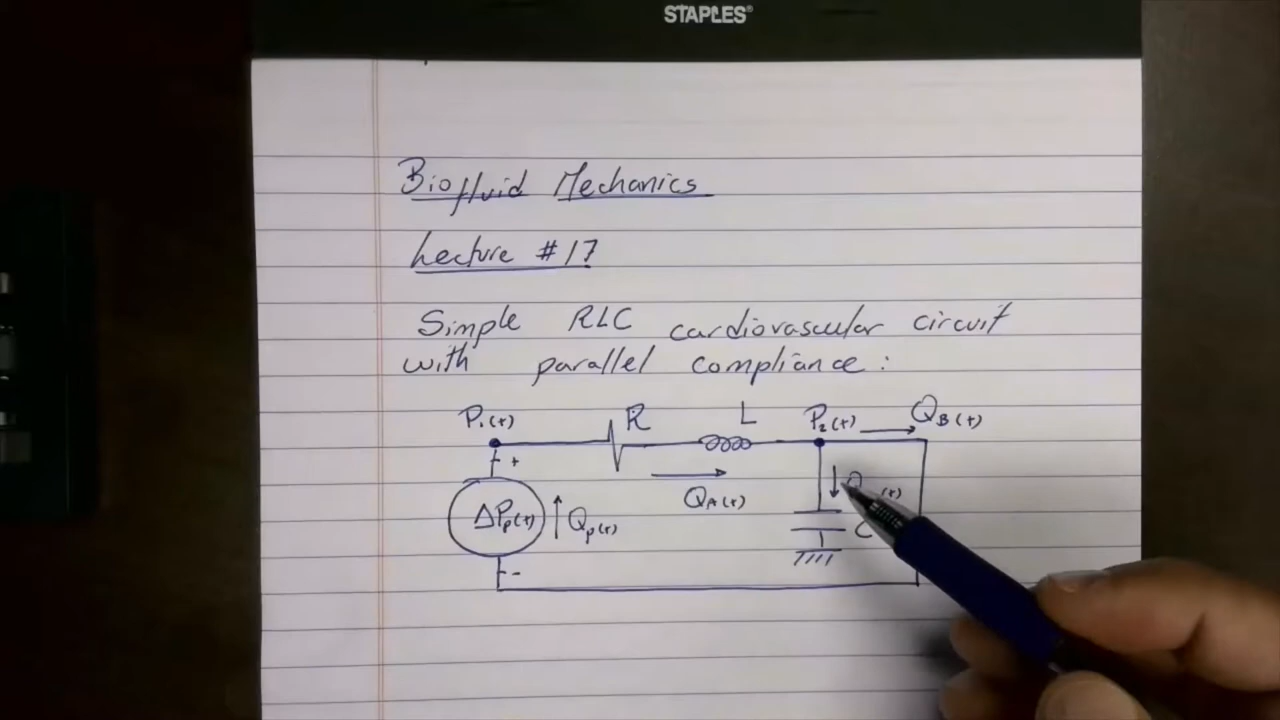 STAPLES®
Biofluid Mechanics
Lecture #17
Simple RLC cardiovascular circuit
with parallel compliance:
P₁(t) R L P₂(t) QB(t)
+
ΔPp(t) Qp(t) QA(t) Q (t)
C
-